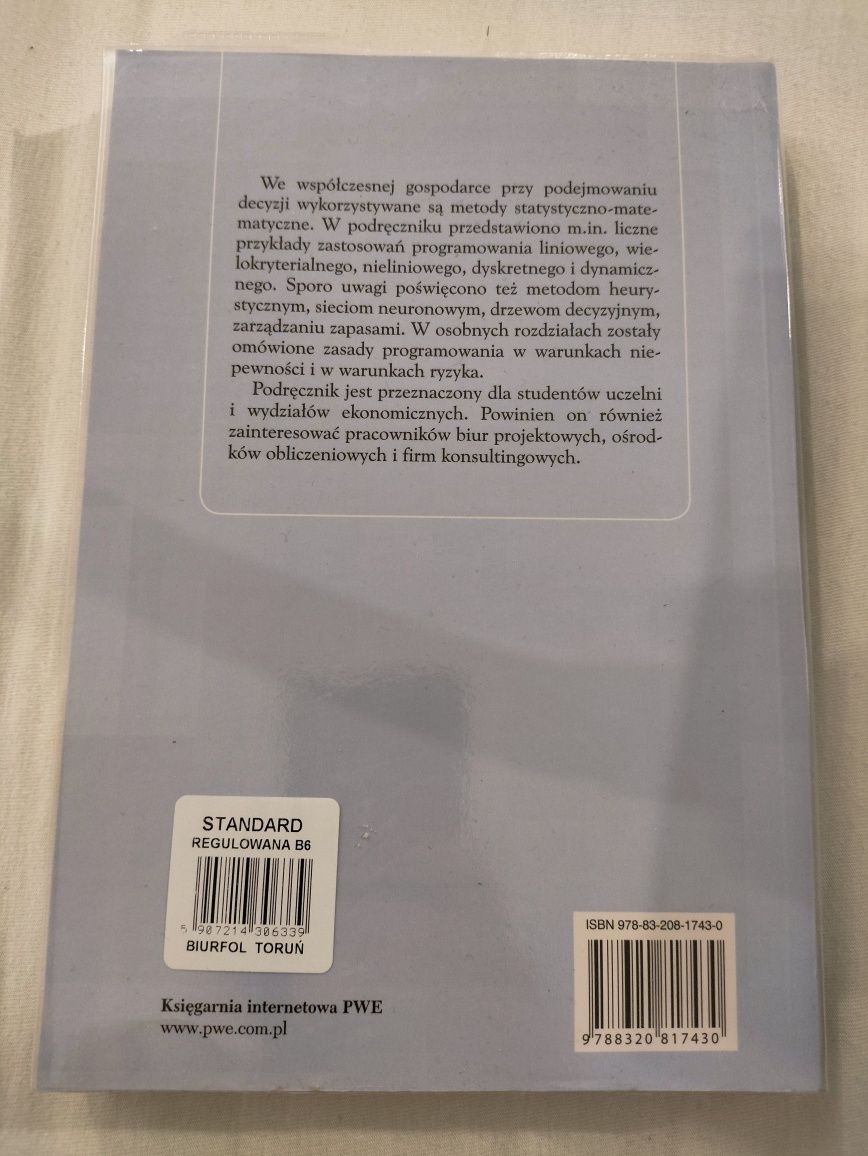 We współczesnej gospodarce przy podejmowaniu
decyzji wykorzystywane są metody statystyczno-mate-
matyczne. W podręczniku przedstawiono m.in. liczne
przykłady zastosowań programowania liniowego, wie-
lokryterialnego, nieliniowego, dyskretnego i dynamicz-
nego. Sporo uwagi poświęcono też metodom heury-
stycznym, sieciom neuronowym, drzewom decyzyjnym,
zarządzaniu zapasami. W osobnych rozdziałach zostały
omówione zasady programowania w warunkach nie-
pewności i w warunkach ryzyka.
Podręcznik jest przeznaczony dla studentów uczelni
i wydziałów ekonomicznych. Powinien on również
zainteresować pracowników biur projektowych, ośrod-
ków obliczeniowych i firm konsultingowych.
STANDARD
REGULOWANA B6
5 907214 306339
BIURFOL TORUŃ
Księgarnia internetowa PWE
www.pwe.com.pl
ISBN 978-83-208-1743-0
9 788320 817430